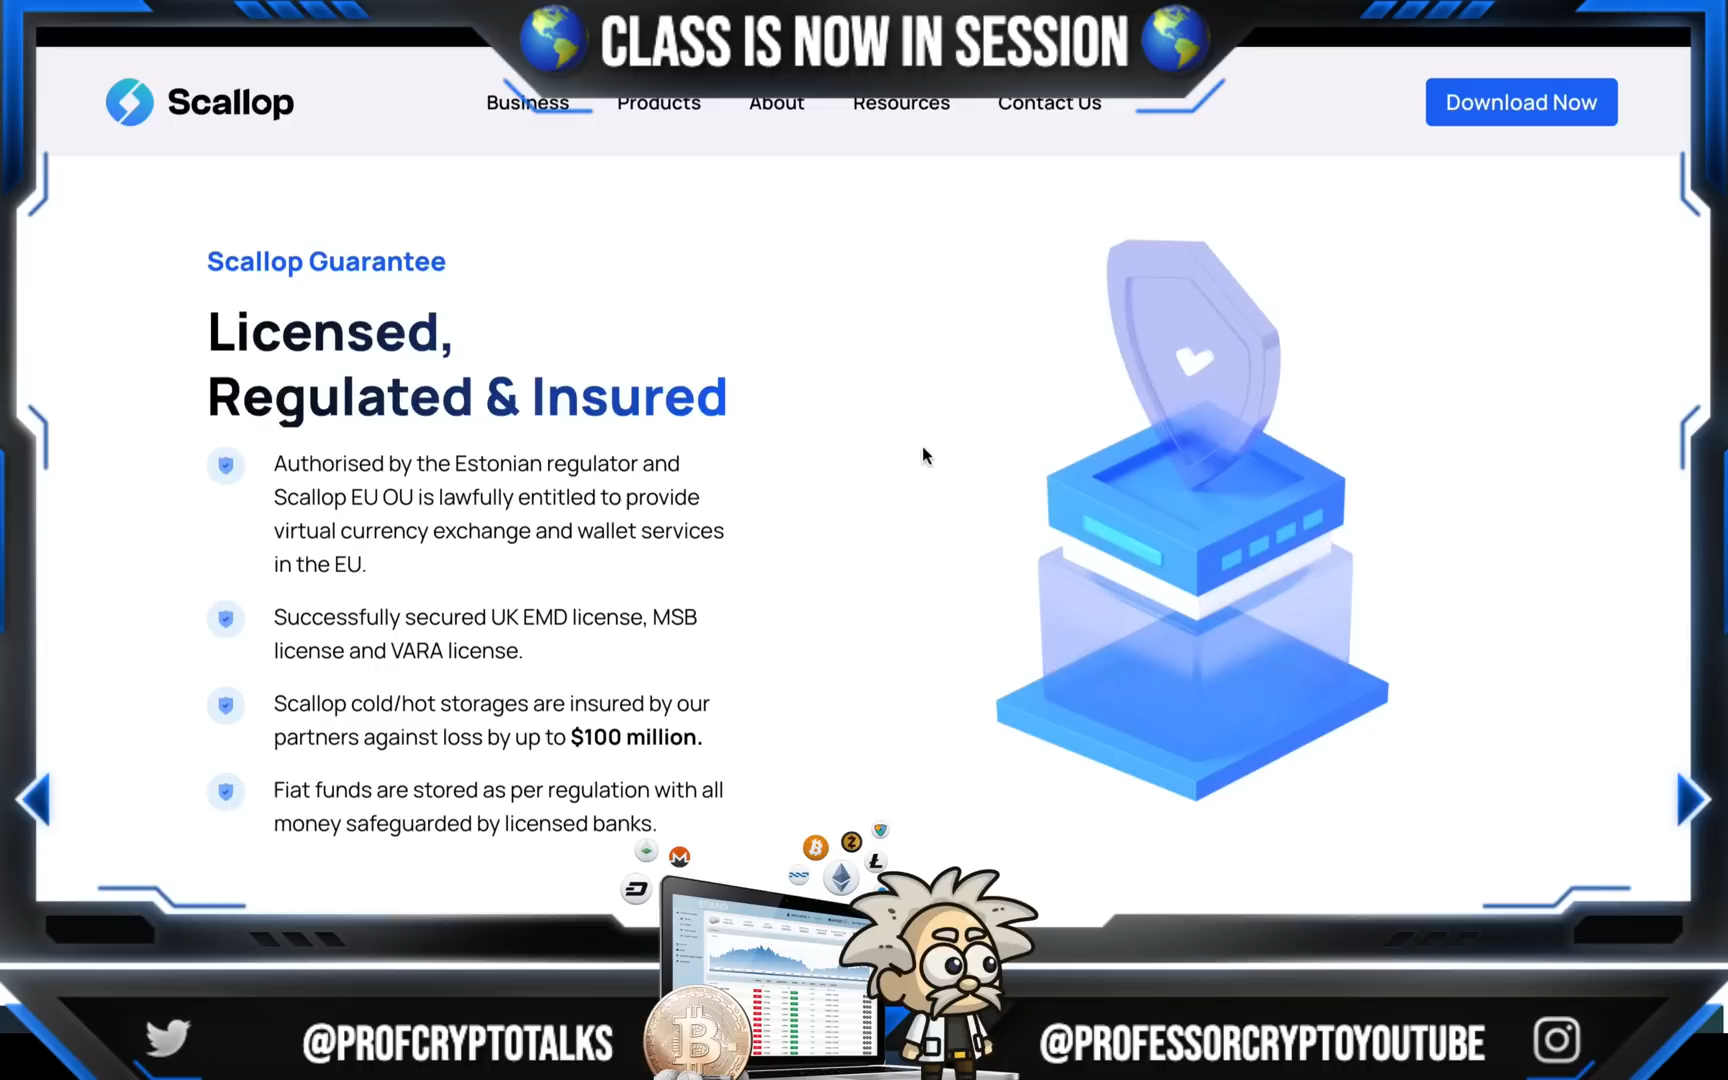 CLASS IS NOW IN SESSION
Scallop
Business Products About Resources Contact Us
Download Now
Scallop Guarantee
Licensed,
Regulated & Insured
Authorised by the Estonian regulator and
Scallop EU OU is lawfully entitled to provide
virtual currency exchange and wallet services
in the EU.
Successfully secured UK EMD license, MSB
license and VARA license.
Scallop cold/hot storages are insured by our
partners against loss by up to $100 million.
Fiat funds are stored as per regulation with all
money safeguarded by licensed banks.
@PROFCRYPTOTALKS
@PROFESSORCRYPTOYOUTUBE